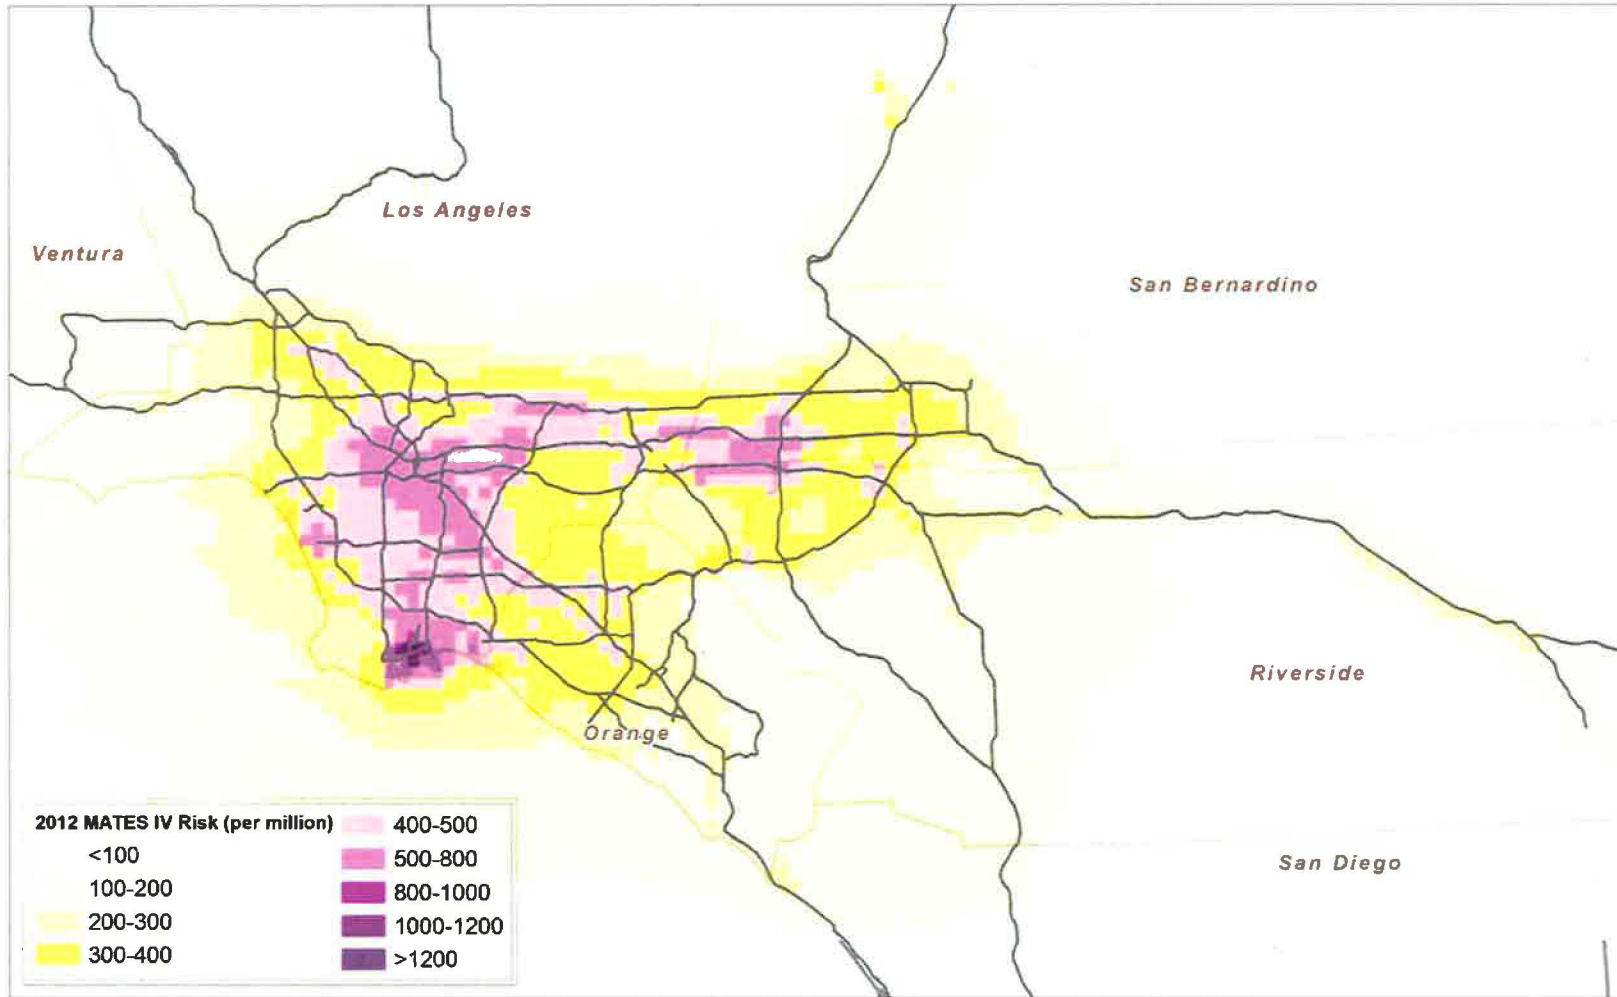 Los Angeles
Ventura
San Bernardino
Riverside
Orange
San Diego
2012 MATES IV Risk (per million)
<100
100-200
200-300
300-400
400-500
500-800
800-1000
1000-1200
>1200